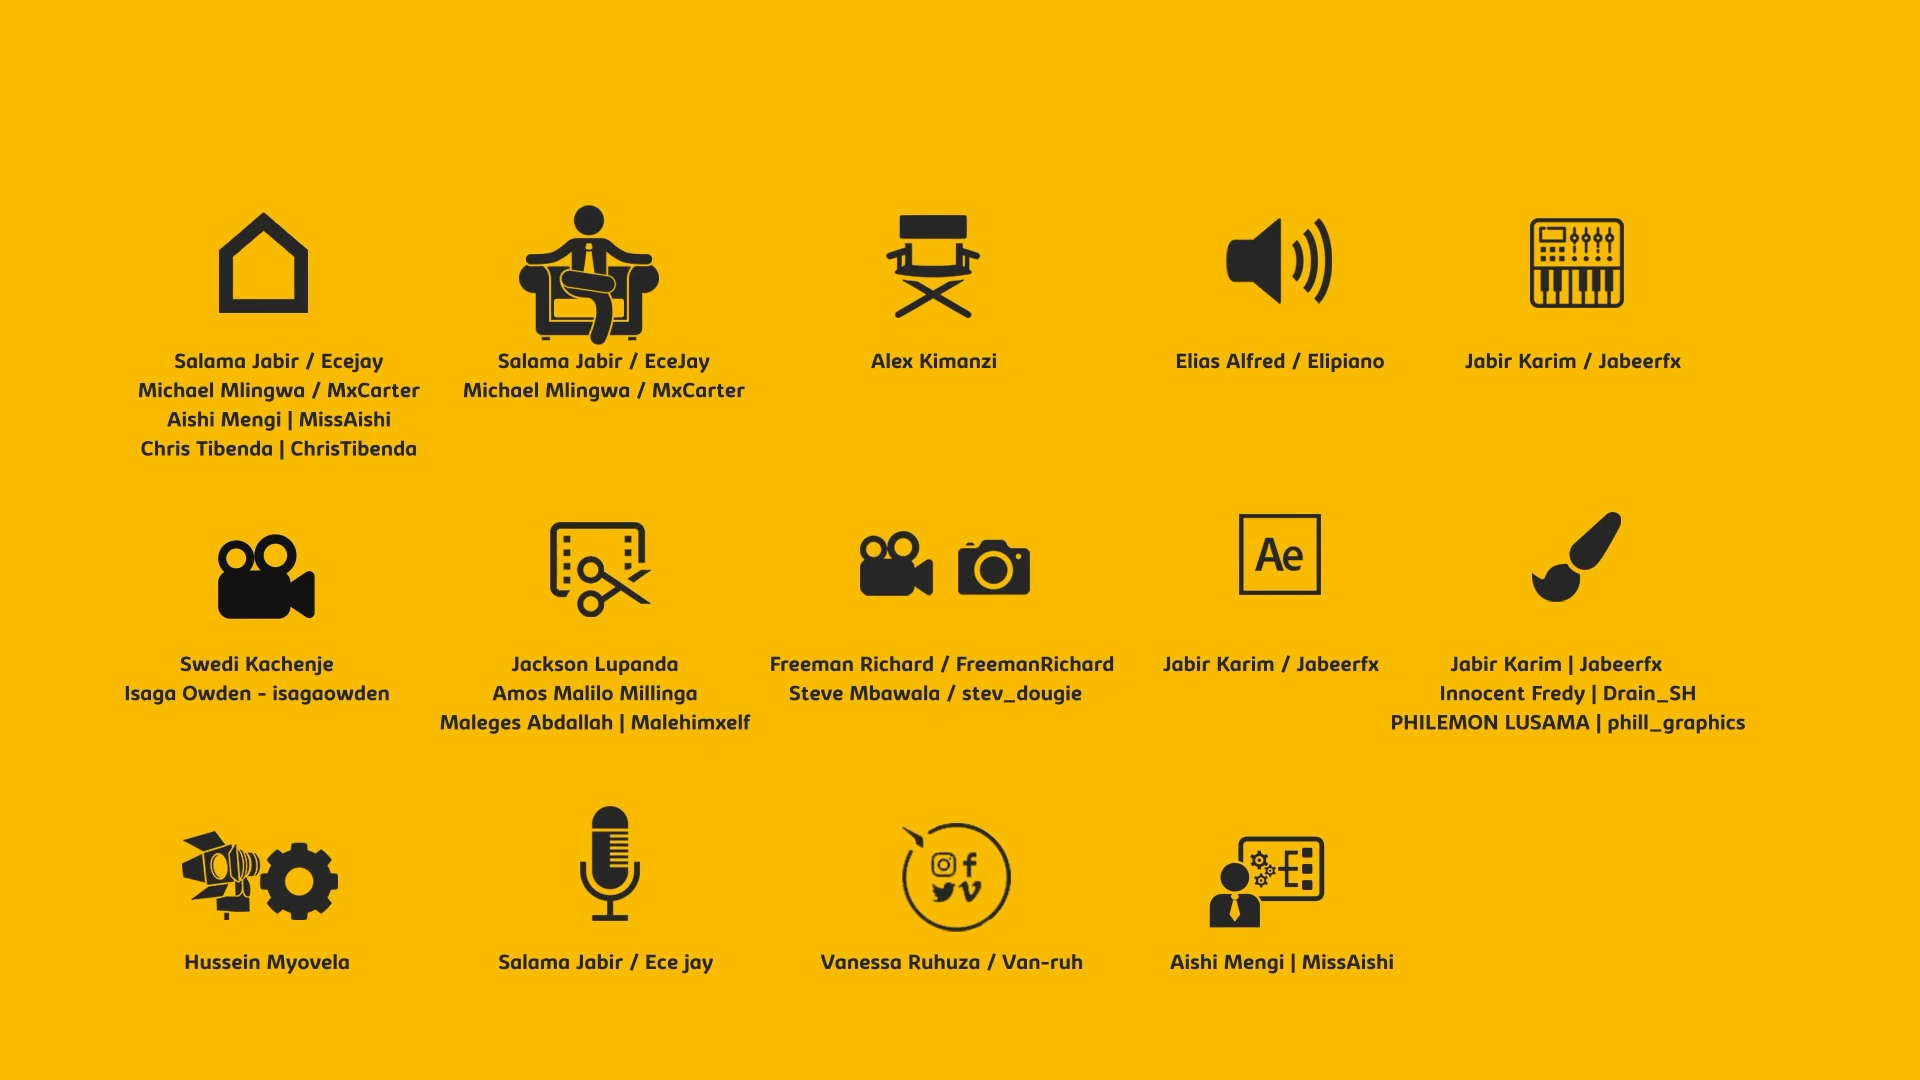 Salama Jabir / Ecejay
Michael Mlingwa / MxCarter
Aishi Mengi | MissAishi
Chris Tibenda | ChrisTibenda
Salama Jabir / EceJay
Michael Mlingwa / MxCarter
Alex Kimanzi
Elias Alfred / Elipiano
Jabir Karim / Jabeerfx
Swedi Kachenje
Isaga Owden - isagaowden
Jackson Lupanda
Amos Malilo Millinga
Maleges Abdallah | Malehimxelf
Freeman Richard / FreemanRichard
Steve Mbawala / stev_dougie
Ae
Jabir Karim / Jabeerfx
Jabir Karim | Jabeerfx
Innocent Fredy | Drain_SH
PHILEMON LUSAMA | phill_graphics
Hussein Myovela
Salama Jabir / Ece jay
Vanessa Ruhuza / Van-ruh
Aishi Mengi | MissAishi